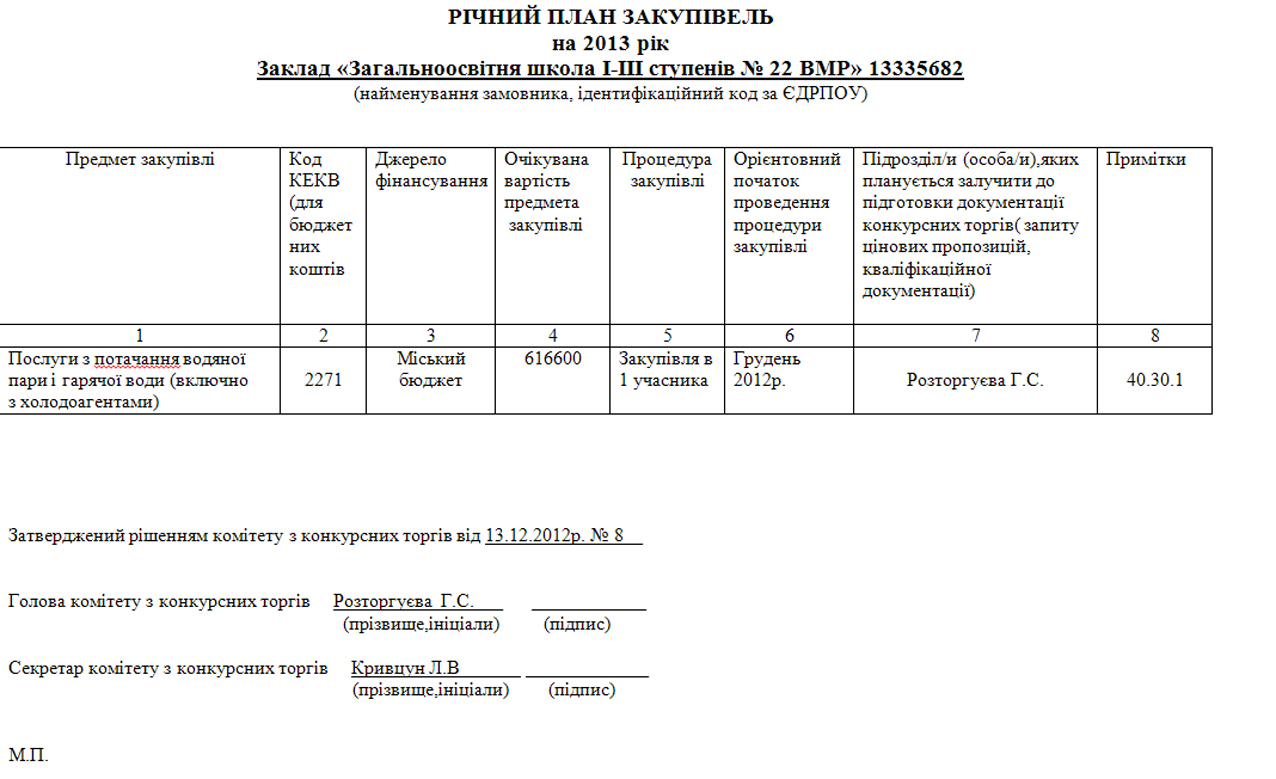 РІЧНИЙ ПЛАН ЗАКУПІВЕЛЬ
на 2013 рік
Заклад «Загальноосвітня школа І-ІІІ ступенів № 22 ВМР» 13335682
(найменування замовника, ідентифікаційний код за ЄДРПОУ)
Предмет закупівлі
Код
КЕКВ
(для
бюджет
них
коштів
Джерело
фінансування
Очікувана
вартість
предмета
закупівлі
Процедура
закупівлі
Орієнтовний
початок
проведення
процедури
закупівлі
Підрозділ/и (особа/и),яких
планується залучити до
підготовки документації
конкурсних торгів( запиту
цінових пропозицій,
кваліфікаційної
документації)
Примітки
1 2 3 4 5 6 7 8
Послуги з потачання водяної
пари і гарячої води (включно
з холодоагентами)
2271
Міський
бюджет
616600
Закупівля в
1 учасника
Грудень
2012р.
Розторгуєва Г.С.
40.30.1
Затверджений рішенням комітету з конкурсних торгів від 13.12.2012р. № 8
Голова комітету з конкурсних торгів Розторгуєва Г.С.
(прізвище,ініціали) (підпис)
Секретар комітету з конкурсних торгів Кривцун Л.В
(прізвище,ініціали) (підпис)
М.П.